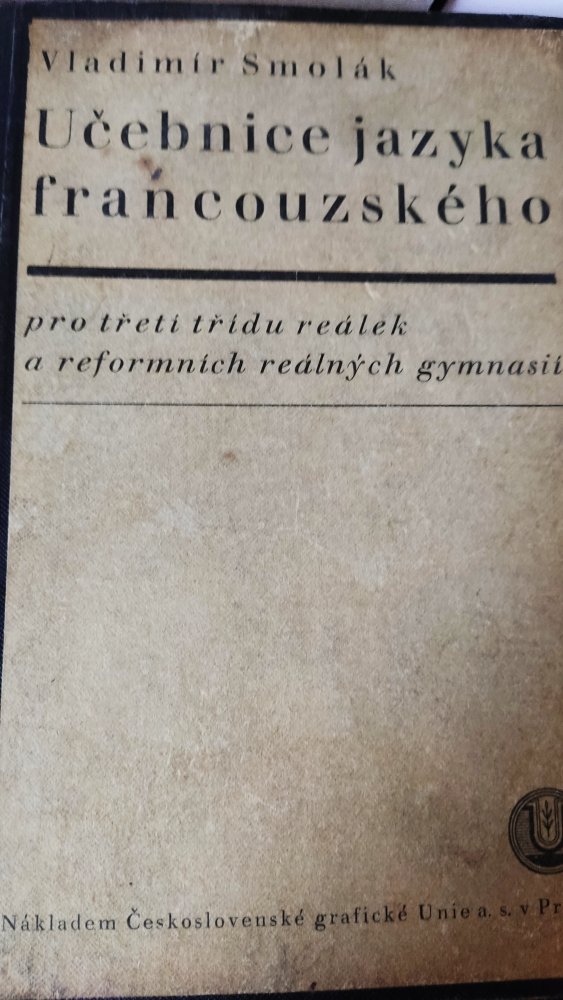 Vladimír Smolák
Učebnice jazyka
francouzského
pro třetí třídu reálek
a reformních reálných gymnasií
Nákladem Československé grafické Unie a. s. v Pr